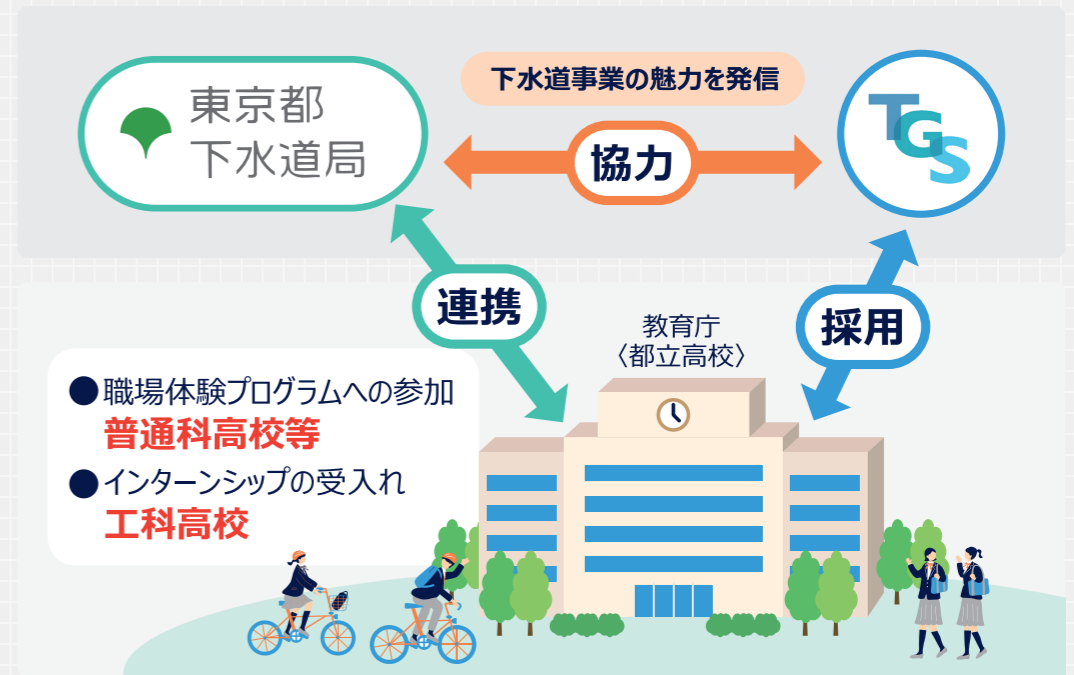 下水道事業の魅力を発信
東京都
下水道局
協力
TGS
連携
採用
教育庁
〈都立高校〉
●職場体験プログラムへの参加
普通科高校等
●インターンシップの受入れ
工科高校